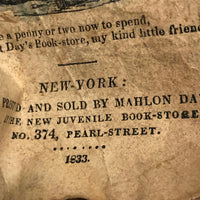 e a penny or two now to spend,
t Day's Book-store, my kind little friend
NEW-YORK:
AND SOLD BY MAHLON DA
NEW JUVENILE BOOK-STORE
NO. 374, PEARL-STREET.
1833.